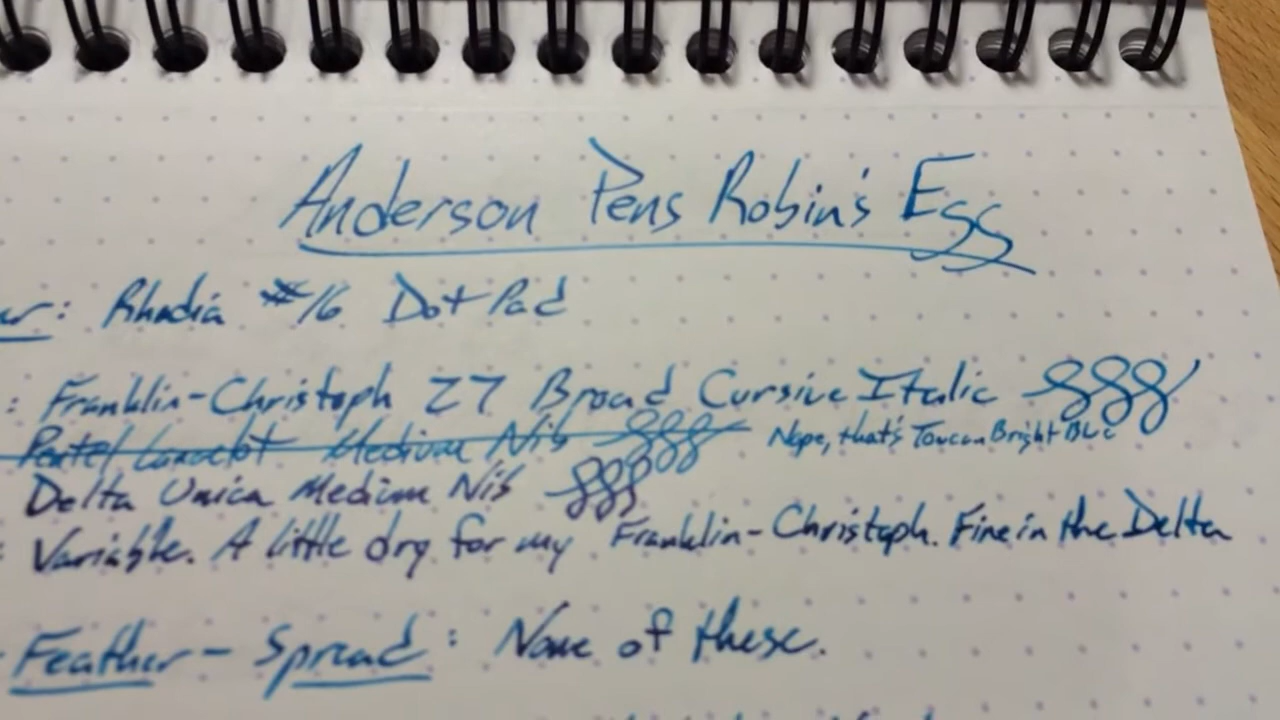 Anderson Pens Robin's Egg
er: Rhodia #16 Dot Pad
: Franklin-Christoph 27 Broad Cursive Italic
Pentel Lancelot Medium Nib Nope, that's Toucan Bright Blue
Delta Unica Medium Nib
: Variable. A little dry for my Franklin-Christoph. Fine in the Delta
- Feather - Spread: None of these.